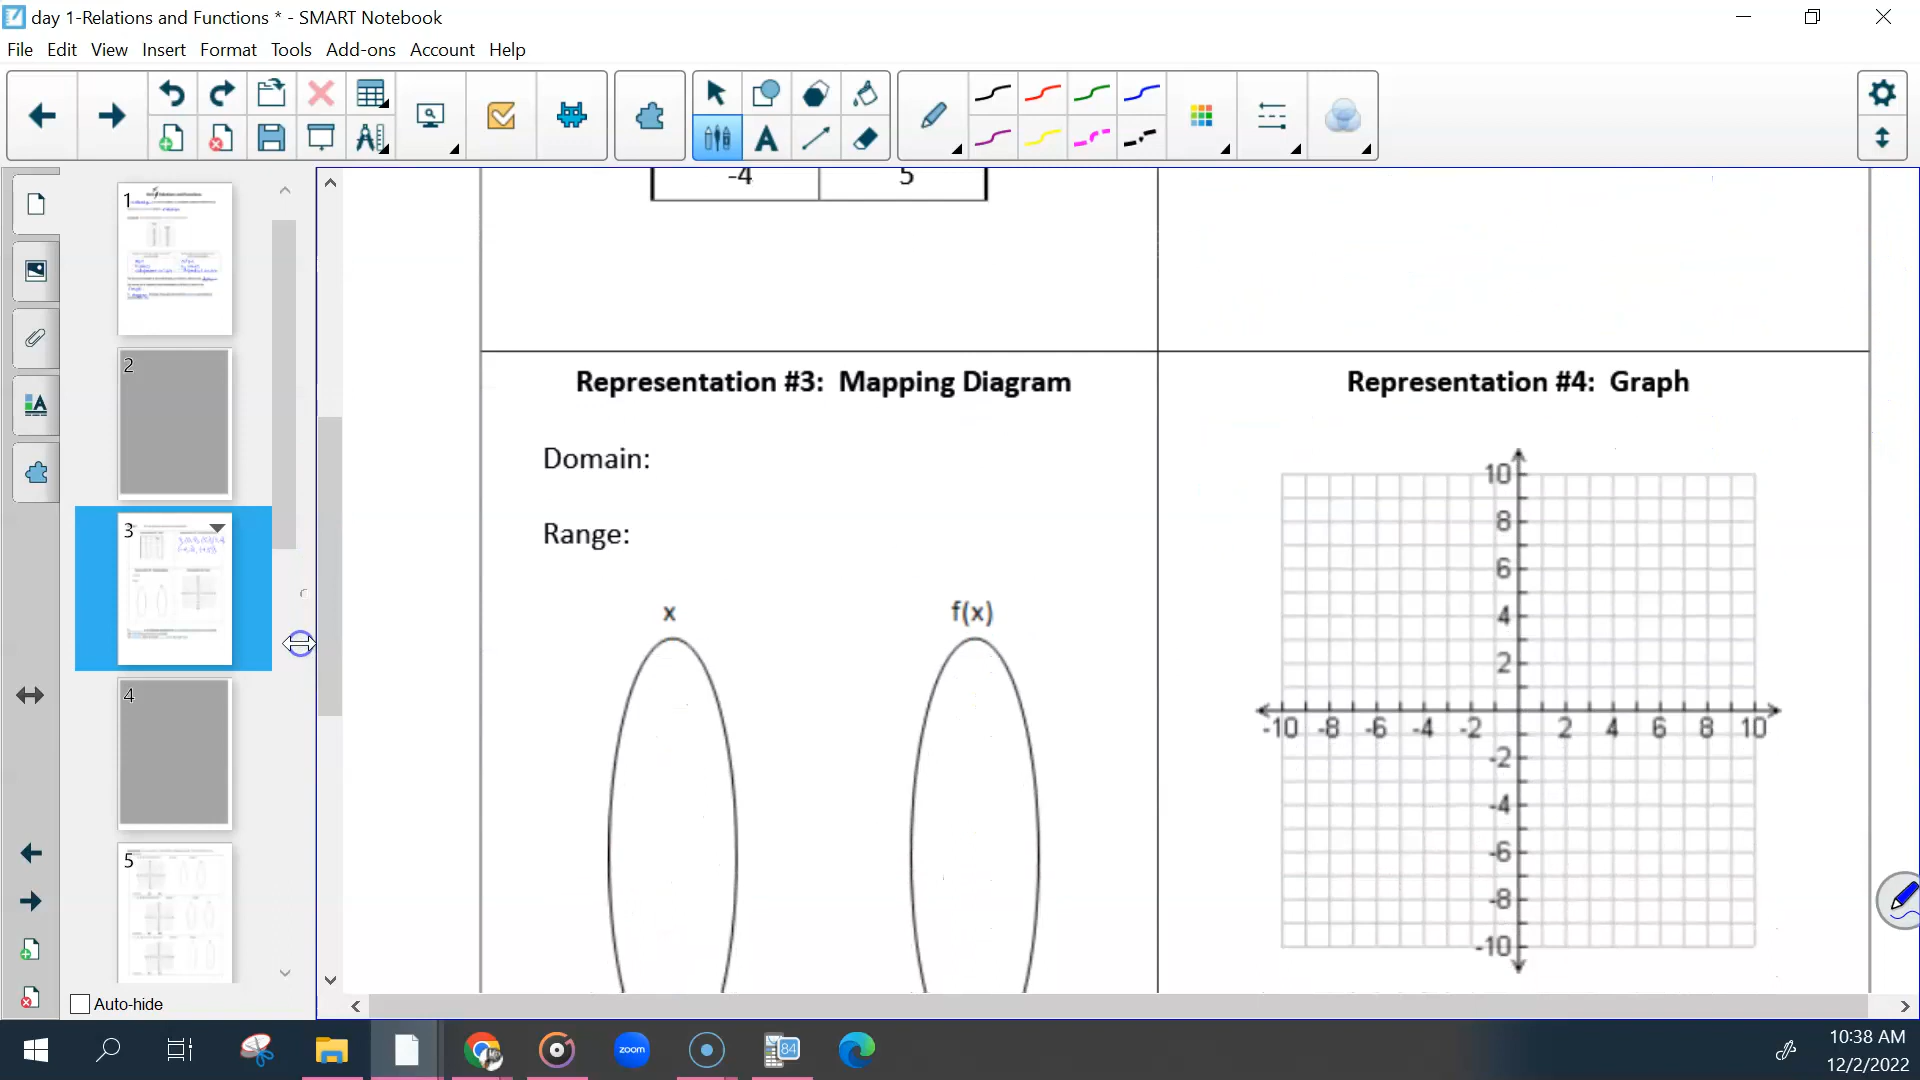 day 1-Relations and Functions * - SMART Notebook
File Edit View Insert Format Tools Add-ons Account Help
-4 5
Representation #3: Mapping Diagram
Representation #4: Graph
Domain:
Range:
x f(x)
10
8
6
4
2
-10 -8 -6 -4 -2 2 4 6 8 10
-2
-4
-6
-8
-10
1
2
3
4
5
Auto-hide
zoom
84
10:38 AM
12/2/2022